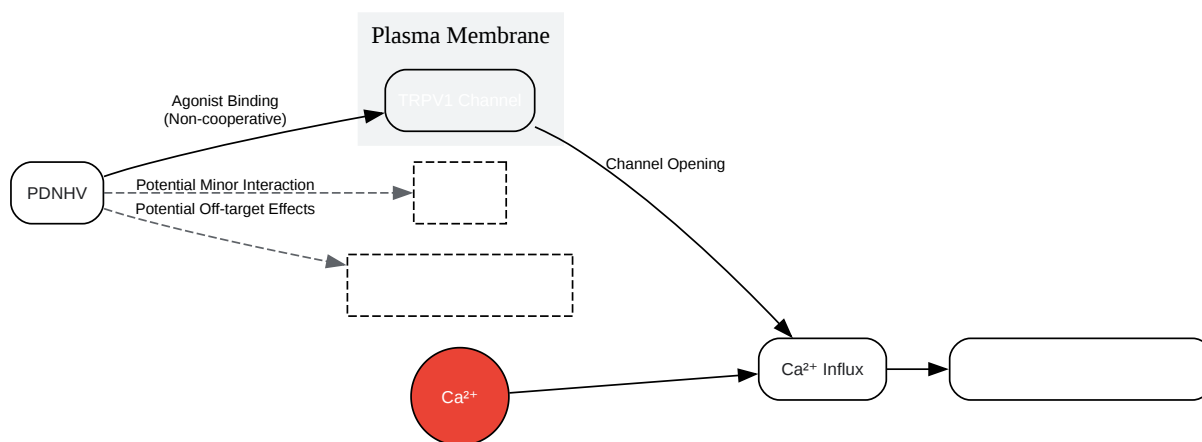 Plasma Membrane
TRPV1 Channel
Agonist Binding
(Non-cooperative)
Channel Opening
PDNHV
Potential Minor Interaction
Potential Off-target Effects
Ca²⁺ Influx
Ca²⁺